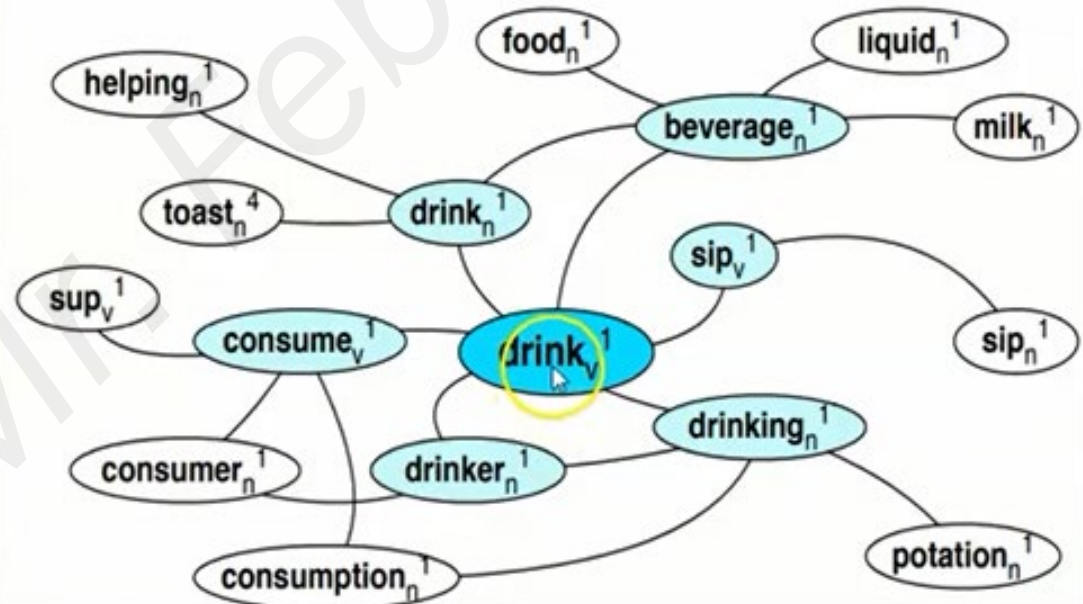 food_n^1
liquid_n^1
helping_n^1
beverage_n^1
milk_n^1
toast_n^4
drink_n^1
sip_v^1
sup_v^1
consume_v^1
drink_v^1
sip_n^1
drinking_n^1
consumer_n^1
drinker_n^1
potation_n^1
consumption_n^1